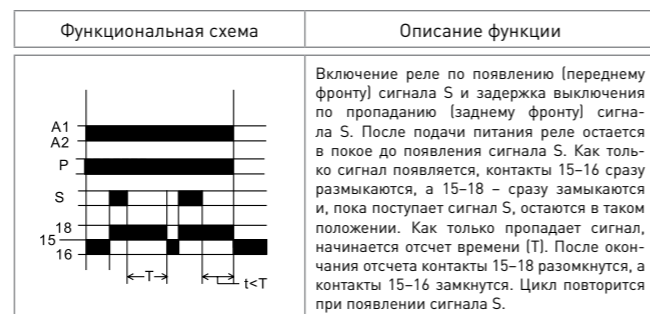 Функциональная схема
Описание функции
A1
A2
P
S
18
15
16
T
t<T
Включение реле по появлению (переднему
фронту) сигнала S и задержка выключения
по пропаданию (заднему фронту) сигна-
ла S. После подачи питания реле остается
в покое до появления сигнала S. Как толь-
ко сигнал появляется, контакты 15–16 сразу
размыкаются, а 15–18 – сразу замыкаются
и, пока поступает сигнал S, остаются в таком
положении. Как только пропадает сигнал,
начинается отсчет времени (T). После окон-
чания отсчета контакты 15–18 разомкнутся, а
контакты 15–16 замкнутся. Цикл повторится
при появлении сигнала S.